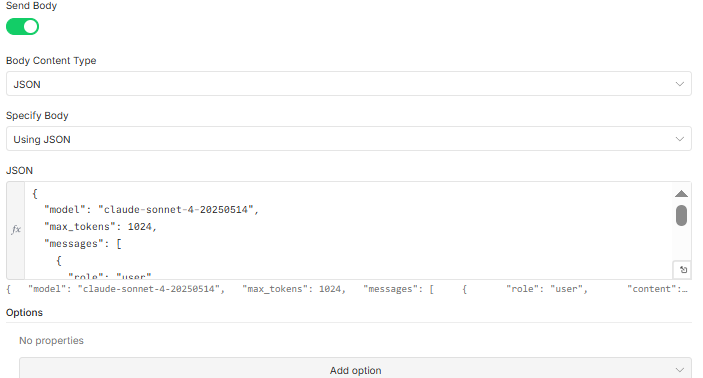 Send Body
Body Content Type
JSON
Specify Body
Using JSON
JSON
fx
{
"model": "claude-sonnet-4-20250514",
"max_tokens": 1024,
"messages": [
{
"role": "user"
{ "model": "claude-sonnet-4-20250514", "max_tokens": 1024, "messages": [ { "role": "user", "content":...
Options
No properties
Add option